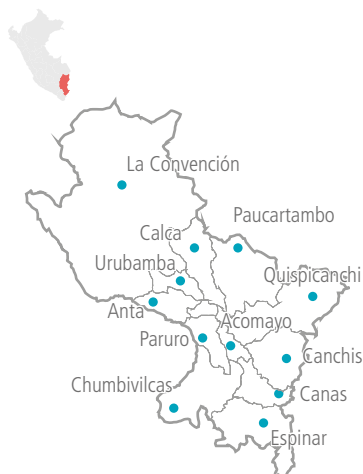 La Convención
Paucartambo
Calca
Urubamba
Quispicanchi
Anta
Acomayo
Paruro
Canchis
Chumbivilcas
Canas
Espinar